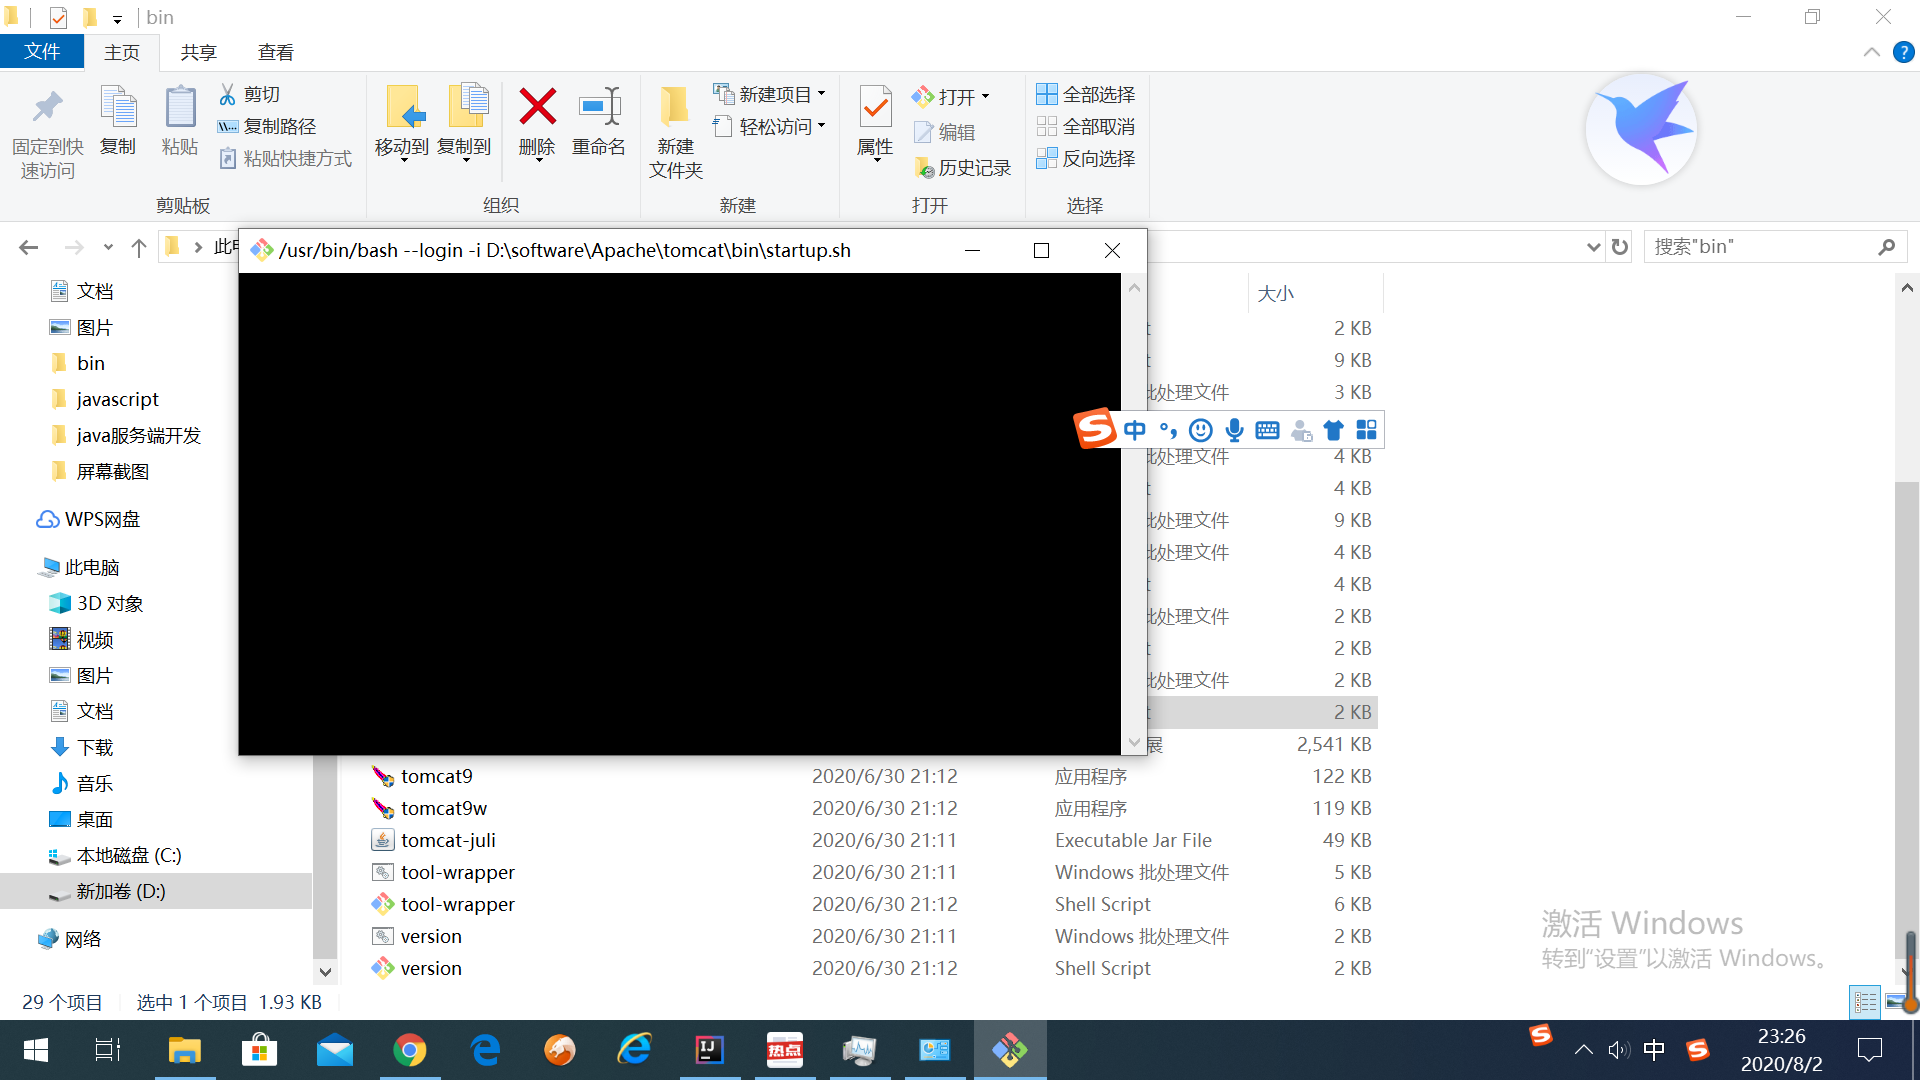 bin
文件 主页 共享 查看
固定到快速访问
复制
粘贴
剪切
复制路径
粘贴快捷方式
剪贴板
移动到
复制到
删除
重命名
组织
新建文件夹
新建项目
轻松访问
新建
属性
打开
编辑
历史记录
打开
全部选择
全部取消
反向选择
选择
此电
搜索"bin"
/usr/bin/bash --login -i D:\software\Apache\tomcat\bin\startup.sh
文档
图片
bin
javascript
java服务端开发
屏幕截图
WPS网盘
此电脑
3D 对象
视频
图片
文档
下载
音乐
桌面
本地磁盘 (C:)
新加卷 (D:)
网络
大小
t 2 KB
t 9 KB
批处理文件 3 KB
中
批处理文件 4 KB
t 4 KB
批处理文件 9 KB
批处理文件 4 KB
t 4 KB
批处理文件 2 KB
t 2 KB
批处理文件 2 KB
t 2 KB
展 2,541 KB
tomcat9 2020/6/30 21:12 应用程序 122 KB
tomcat9w 2020/6/30 21:12 应用程序 119 KB
tomcat-juli 2020/6/30 21:11 Executable Jar File 49 KB
tool-wrapper 2020/6/30 21:11 Windows 批处理文件 5 KB
tool-wrapper 2020/6/30 21:12 Shell Script 6 KB
version 2020/6/30 21:11 Windows 批处理文件 2 KB
version 2020/6/30 21:12 Shell Script 2 KB
激活 Windows
转到“设置”以激活 Windows。
29 个项目 选中 1 个项目 1.93 KB
IJ
热点
中
23:26
2020/8/2